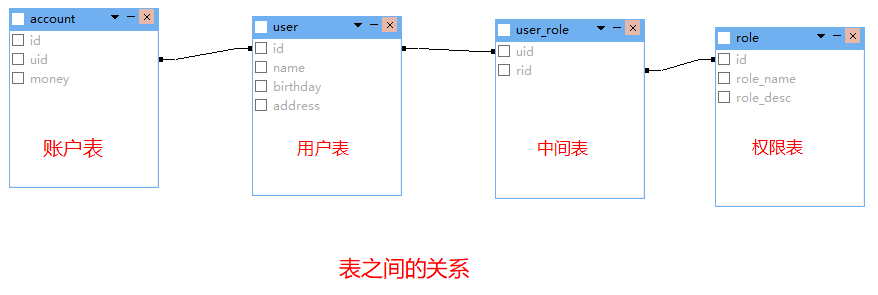 account
id
uid
money
账户表
user
id
name
birthday
address
用户表
user_role
uid
rid
中间表
role
id
role_name
role_desc
权限表
表之间的关系